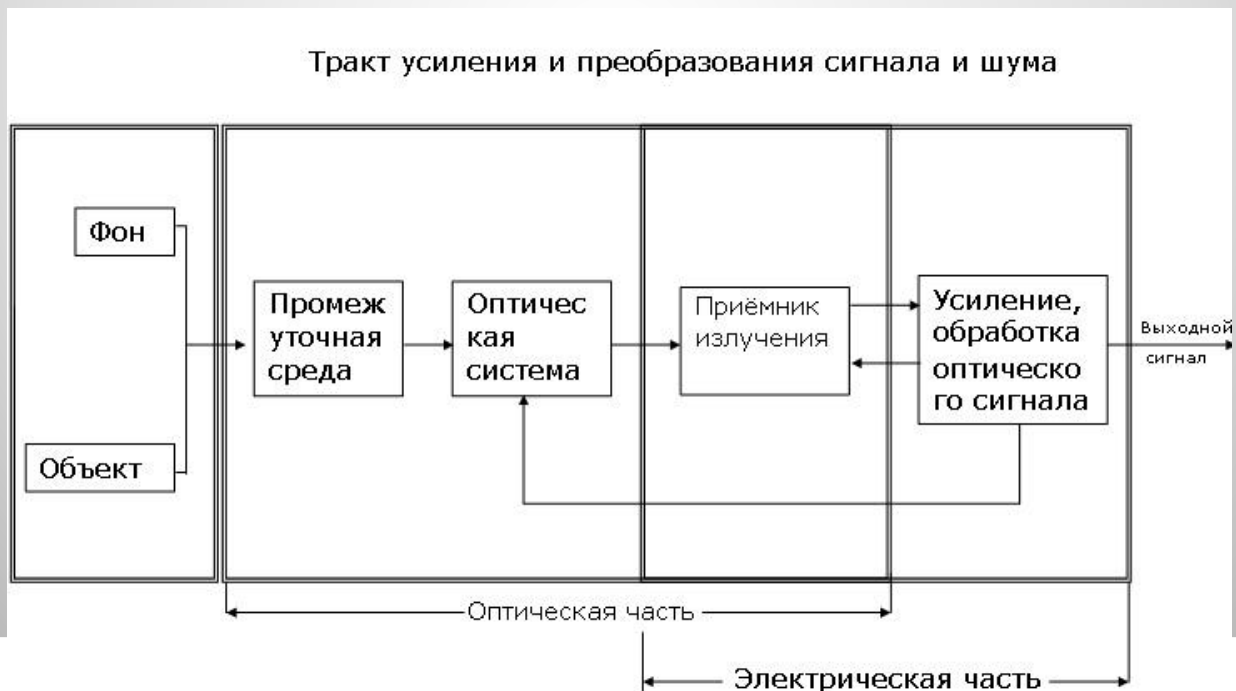 Тракт усиления и преобразования сигнала и шума
Фон
Объект
Промеж
уточная
среда
Оптичес
кая
система
Приёмник
излучения
Усиление,
обработка
оптическо
го сигнала
Выходной
сигнал
Оптическая часть
Электрическая часть